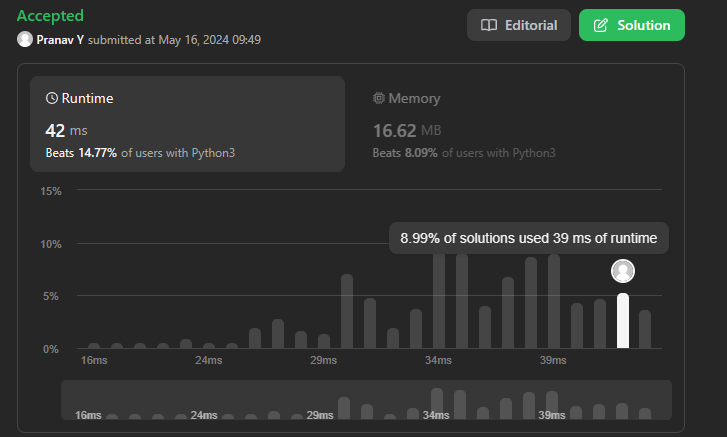 Accepted
Pranav Y submitted at May 16, 2024 09:49
Editorial
Solution
Runtime
42 ms
Beats 14.77% of users with Python3
Memory
16.62 MB
Beats 8.09% of users with Python3
15%
10%
5%
0%
8.99% of solutions used 39 ms of runtime
16ms 24ms 29ms 34ms 39ms
16ms 24ms 29ms 34ms 39ms